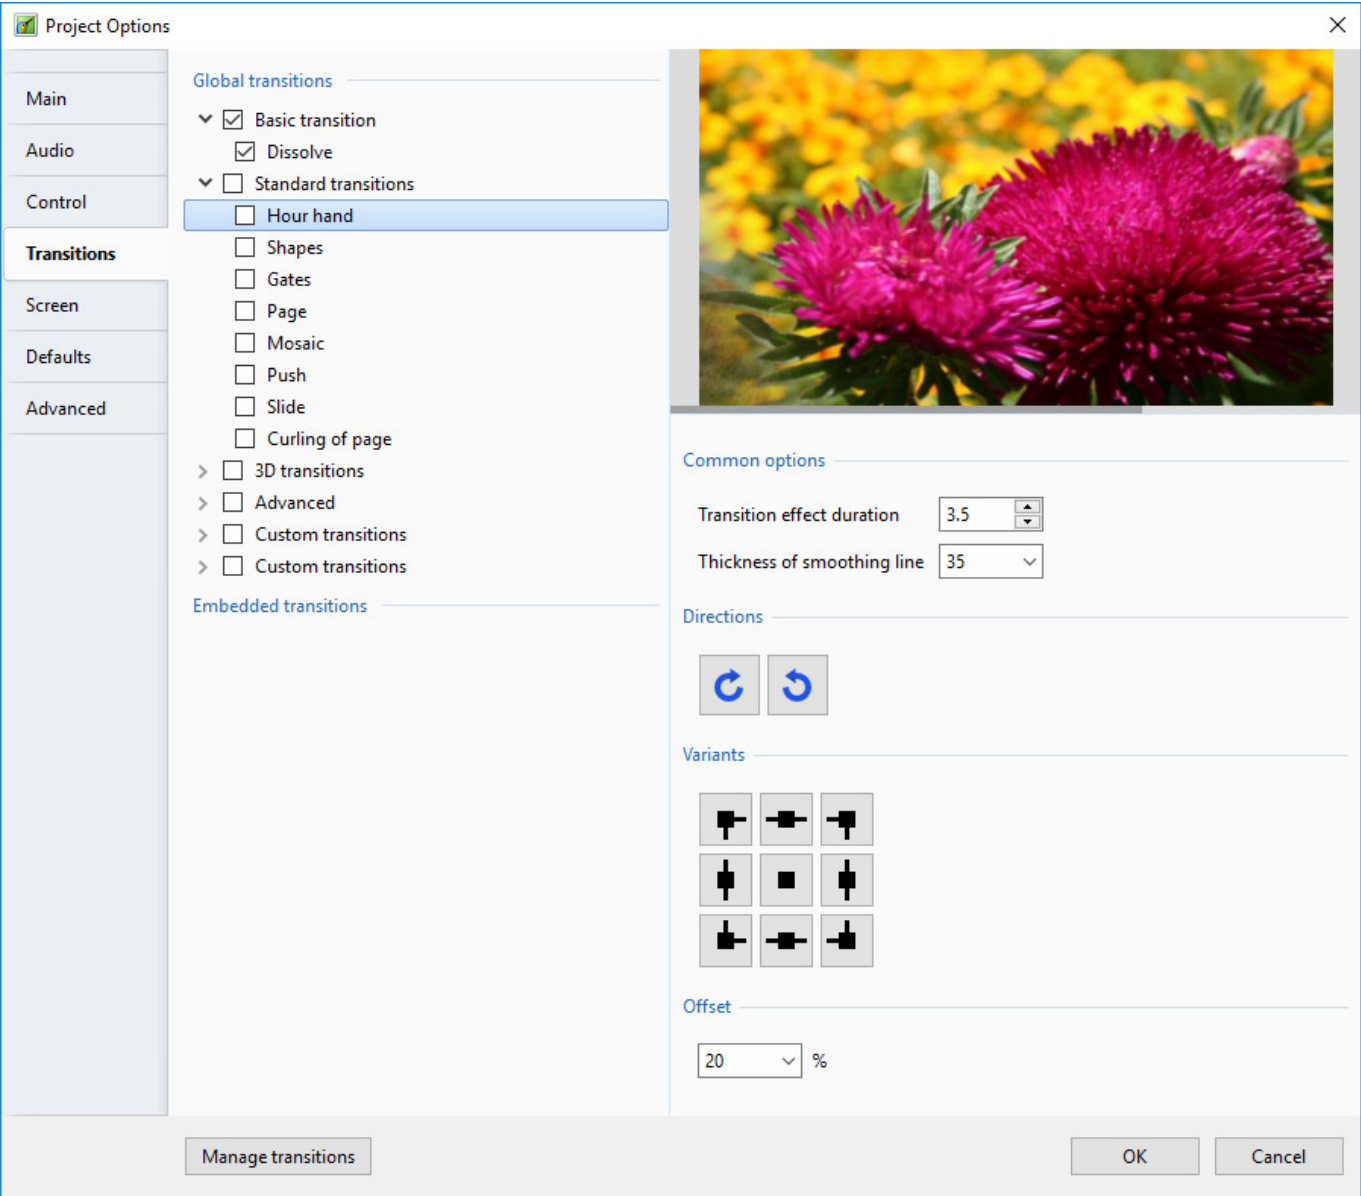 Project Options
Main
Audio
Control
Transitions
Screen
Defaults
Advanced
Global transitions
Basic transition
Dissolve
Standard transitions
Hour hand
Shapes
Gates
Page
Mosaic
Push
Slide
Curling of page
3D transitions
Advanced
Custom transitions
Custom transitions
Embedded transitions
Common options
Transition effect duration 3.5
Thickness of smoothing line 35
Directions
Variants
Offset
20 %
Manage transitions
OK
Cancel